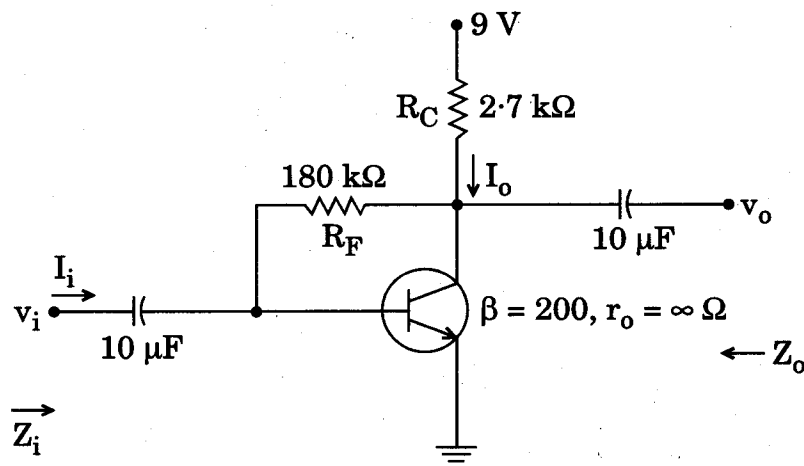 9 V
R_C 2·7 kΩ
I_o
180 kΩ
R_F
v_o
10 μF
I_i
v_i
10 μF
β = 200, r_o = ∞ Ω
Z_o
Z_i